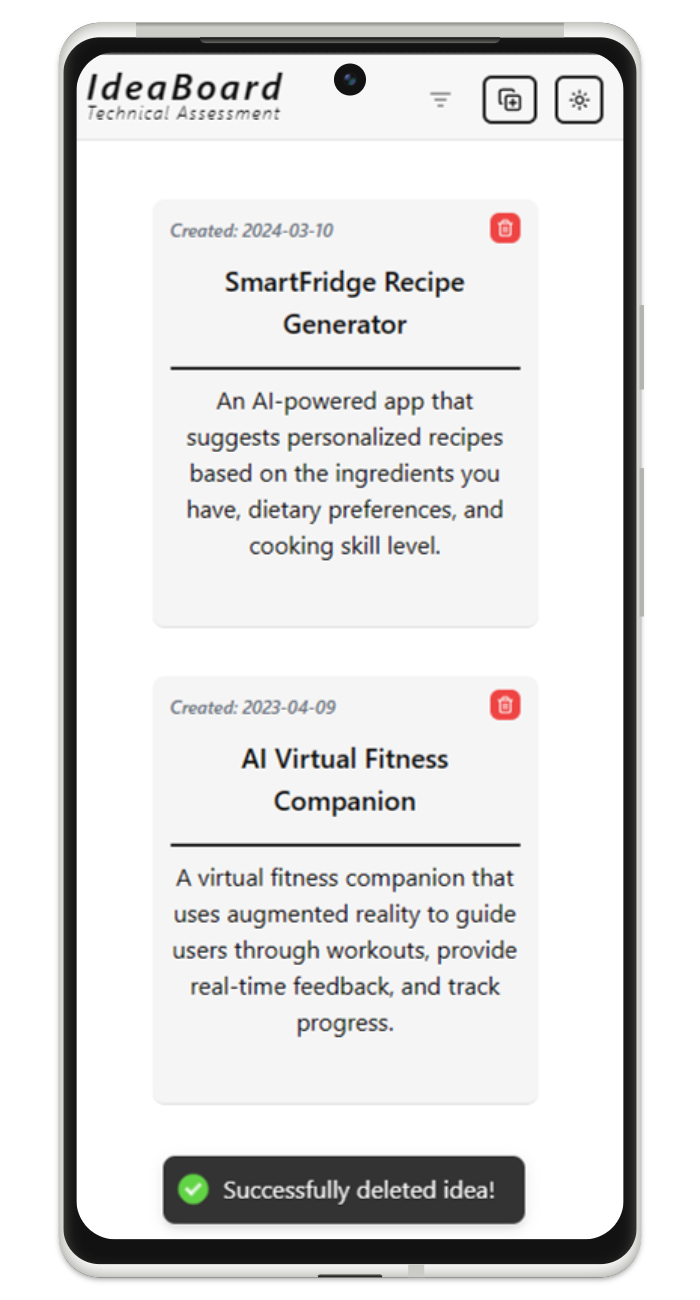 IdeaBoard
Technical Assessment
Created: 2024-03-10
SmartFridge Recipe
Generator
An AI-powered app that
suggests personalized recipes
based on the ingredients you
have, dietary preferences, and
cooking skill level.
Created: 2023-04-09
AI Virtual Fitness
Companion
A virtual fitness companion that
uses augmented reality to guide
users through workouts, provide
real-time feedback, and track
progress.
Successfully deleted idea!